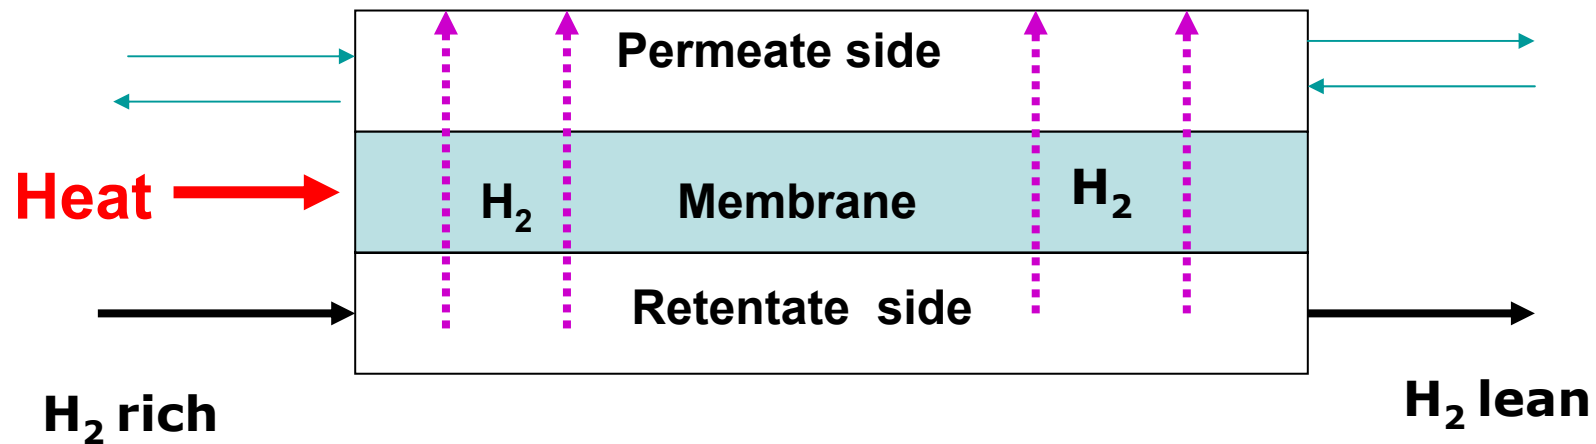 Permeate side
Heat
H₂
Membrane
H₂
Retentate side
H₂ rich
H₂ lean